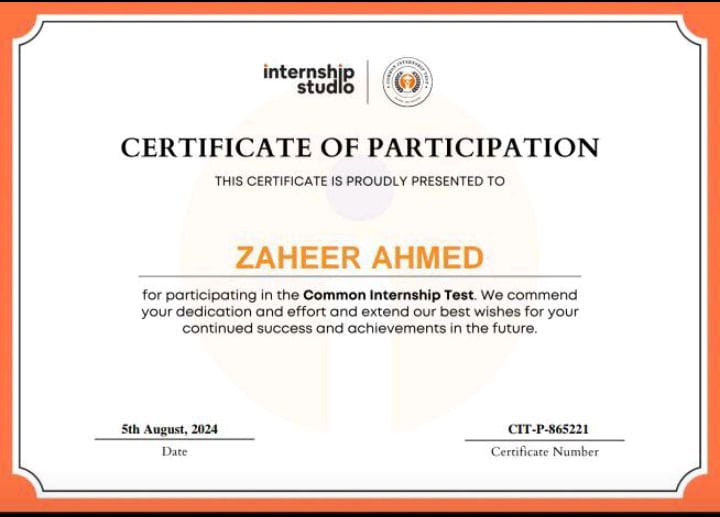 internship
studio
COMMON INTERNSHIP TEST
CERTIFICATE OF PARTICIPATION
THIS CERTIFICATE IS PROUDLY PRESENTED TO
ZAHEER AHMED
for participating in the Common Internship Test. We commend
your dedication and effort and extend our best wishes for your
continued success and achievements in the future.
5th August, 2024
CIT-P-865221
Date
Certificate Number